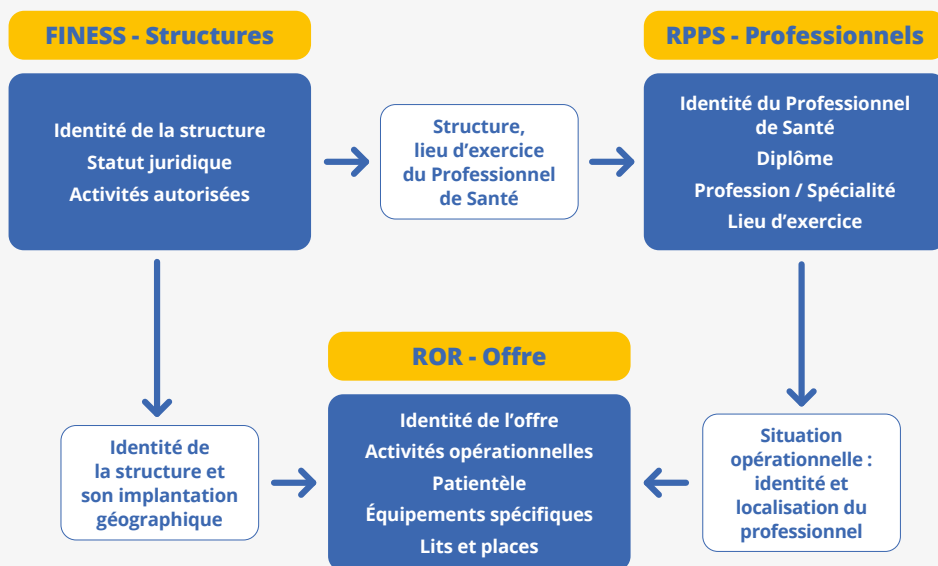 FINESS - Structures
Identité de la structure
Statut juridique
Activités autorisées
Structure,
lieu d’exercice
du Professionnel
de Santé
RPPS - Professionnels
Identité du Professionnel
de Santé
Diplôme
Profession / Spécialité
Lieu d’exercice
Identité de
la structure et
son implantation
géographique
ROR - Offre
Identité de l’offre
Activités opérationnelles
Patientèle
Équipements spécifiques
Lits et places
Situation
opérationnelle :
identité et
localisation du
professionnel